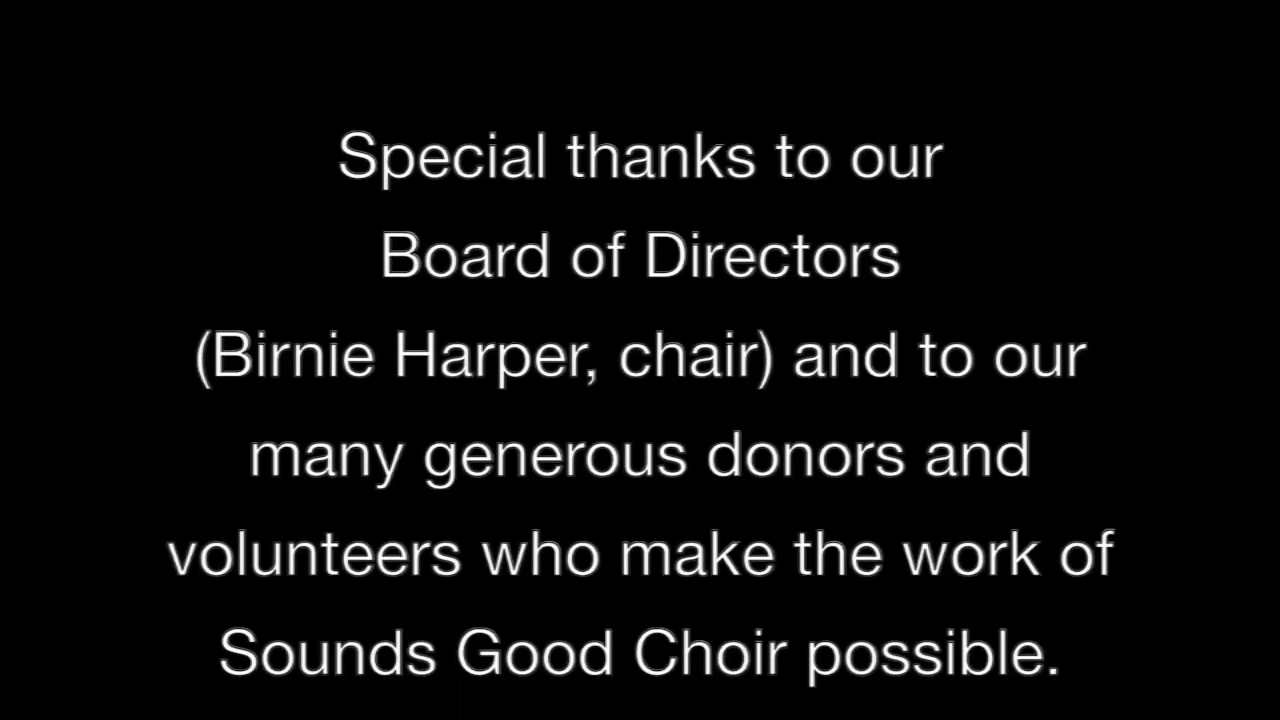 Special thanks to our
Board of Directors
(Birnie Harper, chair) and to our
many generous donors and
volunteers who make the work of
Sounds Good Choir possible.